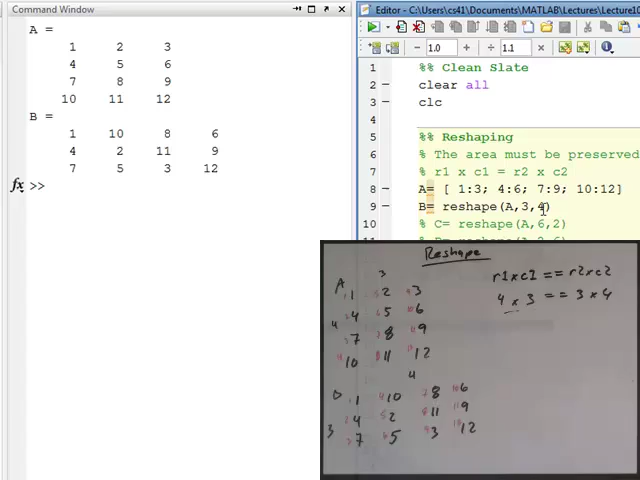 Command Window
A =
1 2 3
4 5 6
7 8 9
10 11 12
B =
1 10 8 6
4 2 11 9
7 5 3 12
fx >>
Editor - C:\Users\cs41\Documents\MATLAB\Lectures\Lecture10
- 1.0 + ÷ 1.1 ×
1 %% Clean Slate
2 - clear all
3 - clc
4
5 %% Reshaping
6 % The area must be preserved
7 % r1 x c1 = r2 x c2
8 - A= [ 1:3; 4:6; 7:9; 10:12]
9 - B= reshape(A,3,4)
10 % C= reshape(A,6,2)
Reshape
r1xc1 == r2xc2
4 x 3 == 3 x 4
3
A 1 2 3
4 5 6
4
7 8 9
10 11 12
4
1 10 8 6
4 2 11 9
3 7 5 3 12